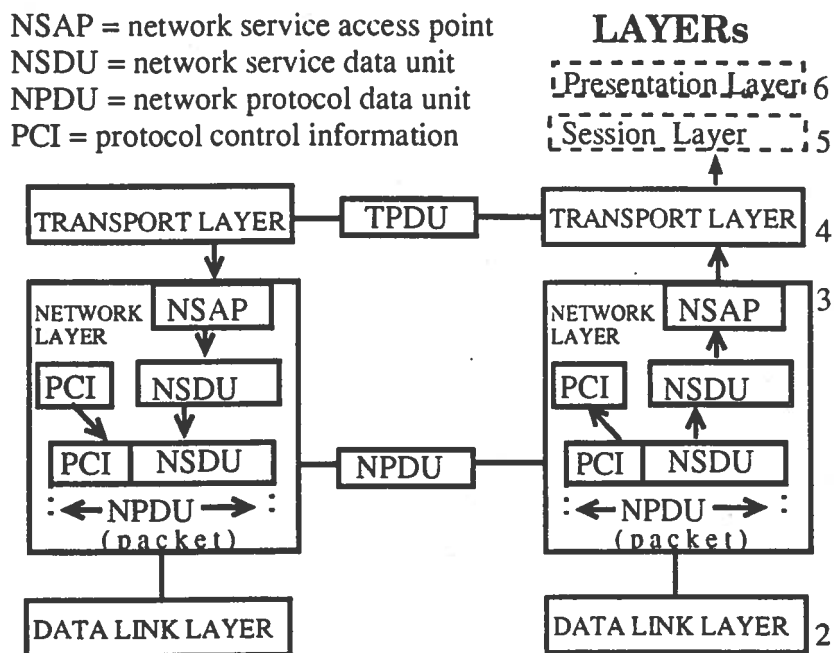 NSAP = network service access point
NSDU = network service data unit
NPDU = network protocol data unit
PCI = protocol control information
LAYERs
Presentation Layer 6
Session Layer 5
TRANSPORT LAYER
TPDU
TRANSPORT LAYER 4
NETWORK
LAYER
NSAP
PCI
NSDU
PCI NSDU
NPDU
(packet)
NPDU
3
NETWORK
LAYER
NSAP
PCI
NSDU
PCI NSDU
NPDU
(packet)
DATA LINK LAYER
DATA LINK LAYER 2